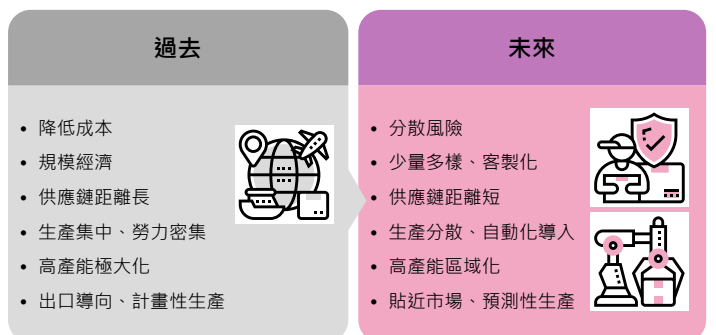 過去
降低成本
規模經濟
供應鏈距離長
生產集中、勞力密集
高產能極大化
出口導向、計畫性生產
未來
分散風險
少量多樣、客製化
供應鏈距離短
生產分散、自動化導入
高產能區域化
貼近市場、預測性生產